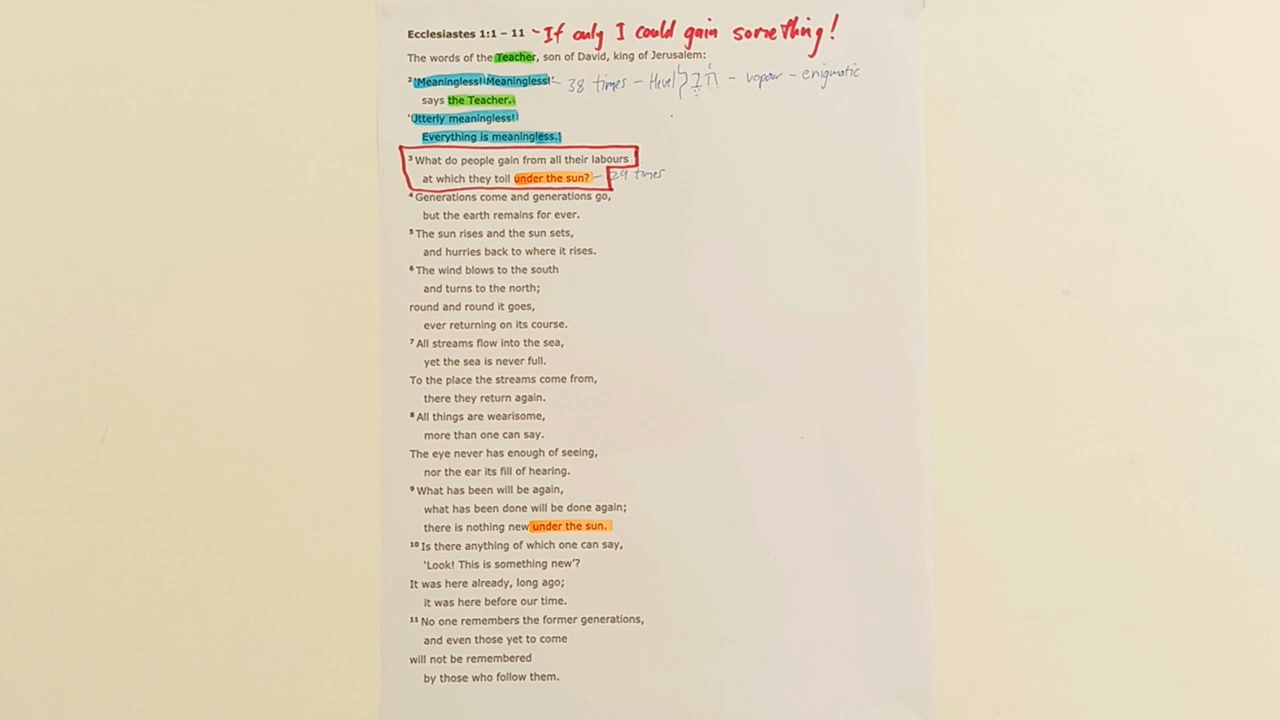 Ecclesiastes 1:1 – 11 ~ If only I could gain something!
The words of the Teacher, son of David, king of Jerusalem:
2 'Meaningless! Meaningless!' – 38 times – Hevel הֶבֶל – vapour – enigmatic
says the Teacher.
'Utterly meaningless!
Everything is meaningless.'
3 What do people gain from all their labours
at which they toil under the sun? – 29 times
4 Generations come and generations go,
but the earth remains for ever.
5 The sun rises and the sun sets,
and hurries back to where it rises.
6 The wind blows to the south
and turns to the north;
round and round it goes,
ever returning on its course.
7 All streams flow into the sea,
yet the sea is never full.
To the place the streams come from,
there they return again.
8 All things are wearisome,
more than one can say.
The eye never has enough of seeing,
nor the ear its fill of hearing.
9 What has been will be again,
what has been done will be done again;
there is nothing new under the sun.
10 Is there anything of which one can say,
'Look! This is something new'?
It was here already, long ago;
it was here before our time.
11 No one remembers the former generations,
and even those yet to come
will not be remembered
by those who follow them.